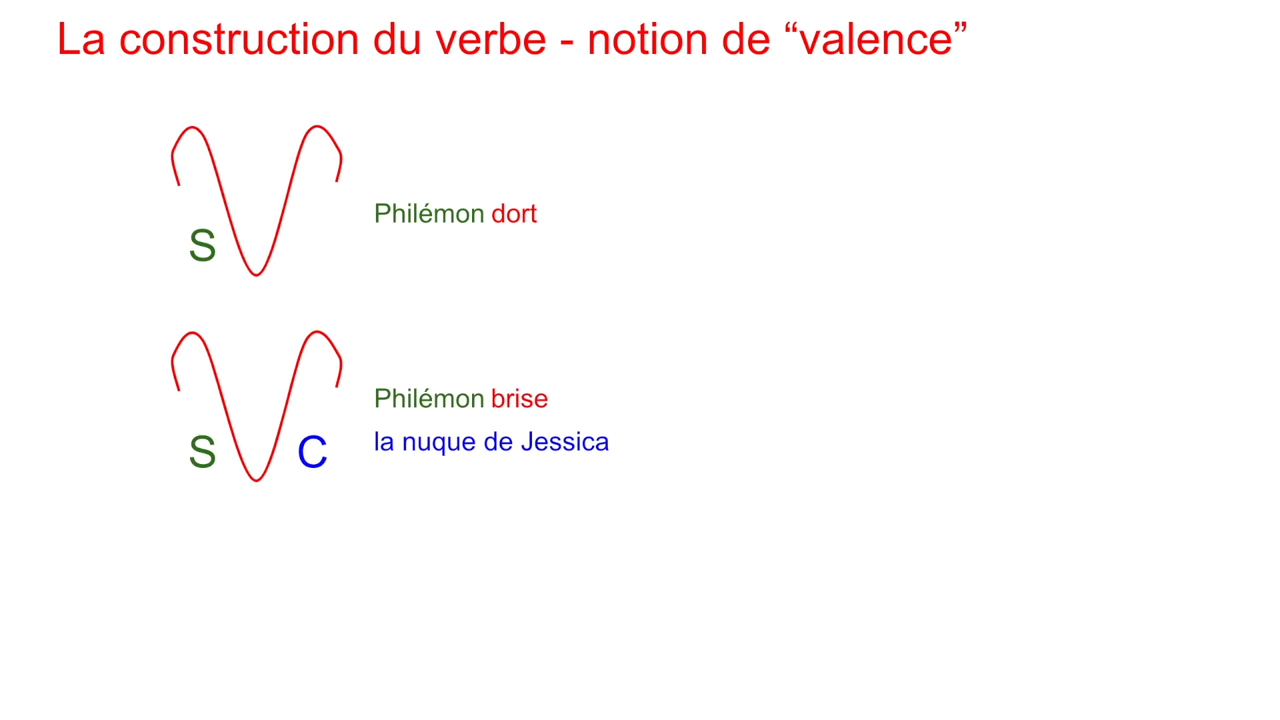 La construction du verbe - notion de “valence”
Philémon dort
S
Philémon brise
la nuque de Jessica
S C